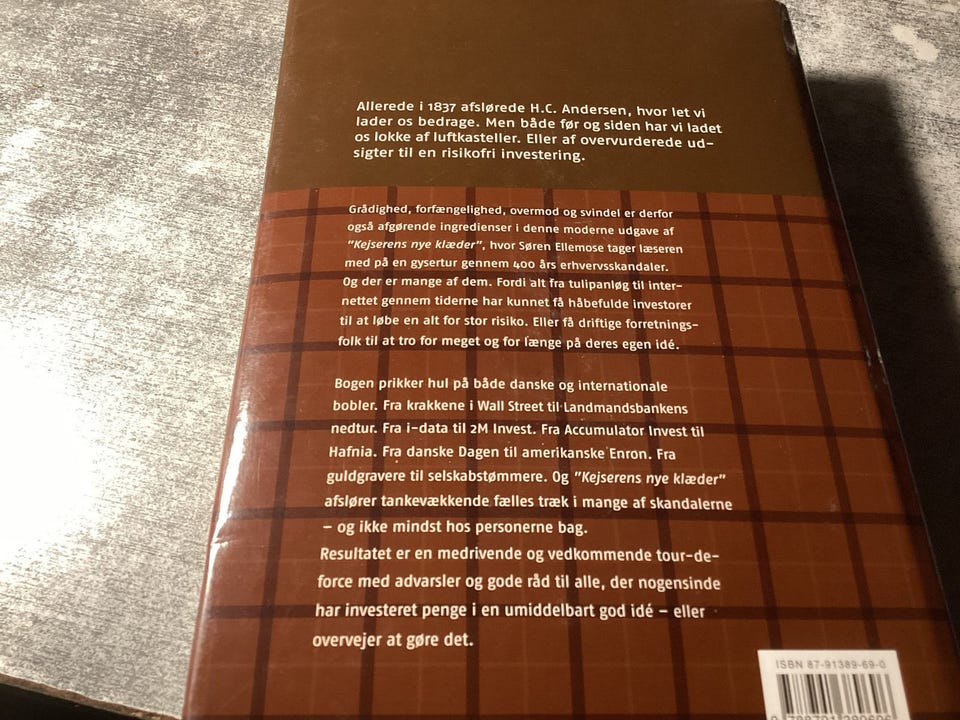 Allerede i 1837 afslørede H.C. Andersen, hvor let vi
lader os bedrage. Men både før og siden har vi ladet
os lokke af luftkasteller. Eller af overvurderede ud-
sigter til en risikofri investering.
Grådighed, forfængelighed, overmod og svindel er derfor
også afgørende ingredienser i denne moderne udgave af
"Kejserens nye klæder", hvor Søren Ellemose tager læseren
med på en gysertur gennem 400 års erhvervsskandaler.
Og der er mange af dem. Fordi alt fra tulipanløg til inter-
nettet gennem tiderne har kunnet få håbefulde investorer
til at løbe en alt for stor risiko. Eller få driftige forretnings-
folk til at tro for meget og for længe på deres egen idé.
Bogen prikker hul på både danske og internationale
bobler. Fra krakkene i Wall Street til Landmandsbankens
nedtur. Fra i-data til 2M Invest. Fra Accumulator Invest til
Hafnia. Fra danske Dagen til amerikanske Enron. Fra
guldgravere til selskabstømmere. Og "Kejserens nye klæder"
afslører tankevækkende fælles træk i mange af skandalerne
– og ikke mindst hos personerne bag.
Resultatet er en medrivende og vedkommende tour-de-
force med advarsler og gode råd til alle, der nogensinde
har investeret penge i en umiddelbart god idé – eller
overvejer at gøre det.
ISBN 87-91389-69-0